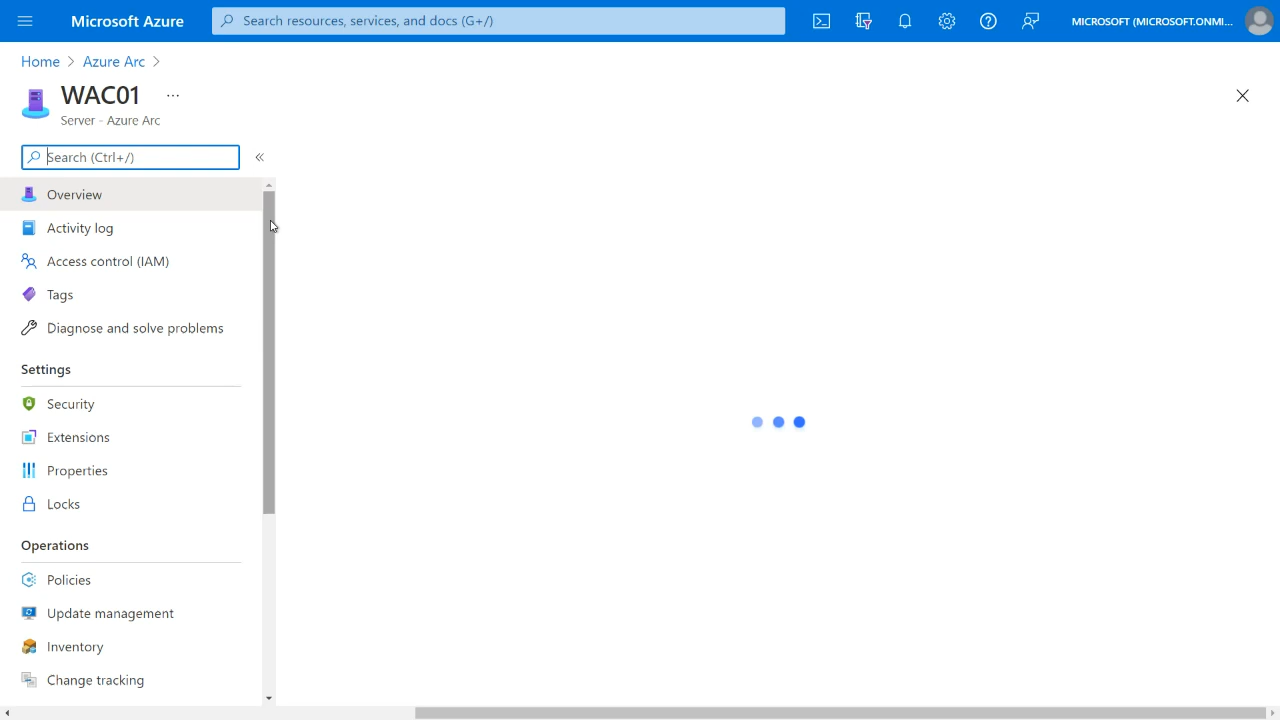 Microsoft Azure
Search resources, services, and docs (G+/)
MICROSOFT (MICROSOFT.ONMI...
Home > Azure Arc >
WAC01 ...
Server - Azure Arc
Search (Ctrl+/)
Overview
Activity log
Access control (IAM)
Tags
Diagnose and solve problems
Settings
Security
Extensions
Properties
Locks
Operations
Policies
Update management
Inventory
Change tracking